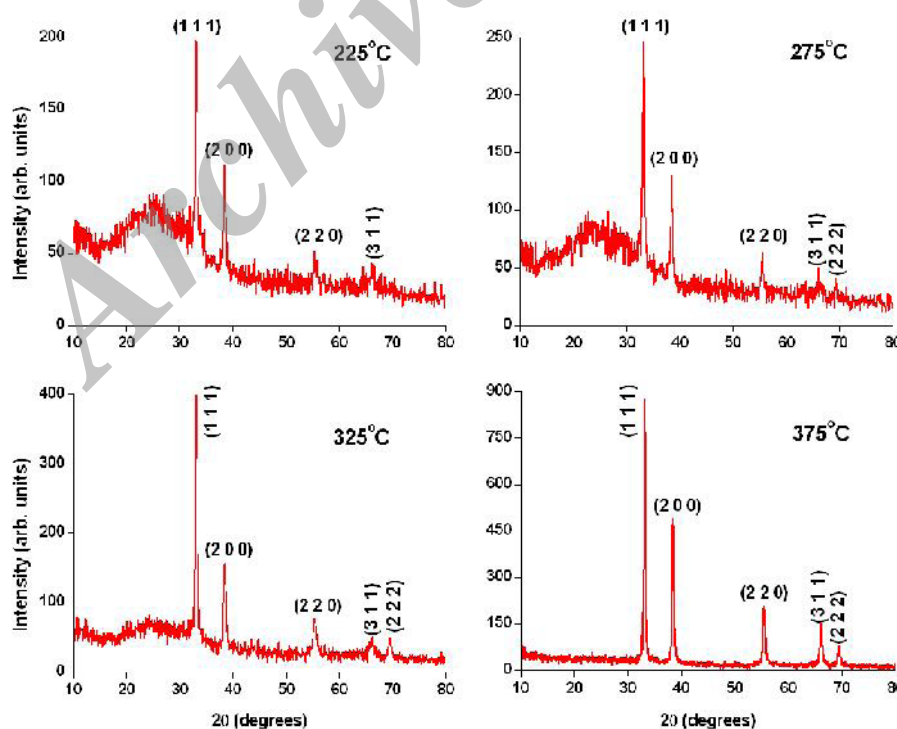 Archive
225°C
Intensity (arb. units)
200
150
100
50
0
(1 1 1)
(2 0 0)
(2 2 0)
(3 1 1)
10 20 30 40 50 60 70 80
275°C
250
200
150
100
50
0
(1 1 1)
(2 0 0)
(2 2 0)
(3 1 1)
(2 2 2)
10 20 30 40 50 60 70 80
325°C
Intensity (arb. units)
400
300
200
100
0
(1 1 1)
(2 0 0)
(2 2 0)
(3 1 1)
(2 2 2)
10 20 30 40 50 60 70 80
2θ (degrees)
375°C
900
750
600
450
300
150
0
(1 1 1)
(2 0 0)
(2 2 0)
(3 1 1)
(2 2 2)
10 20 30 40 50 60 70 80
2θ (degrees)